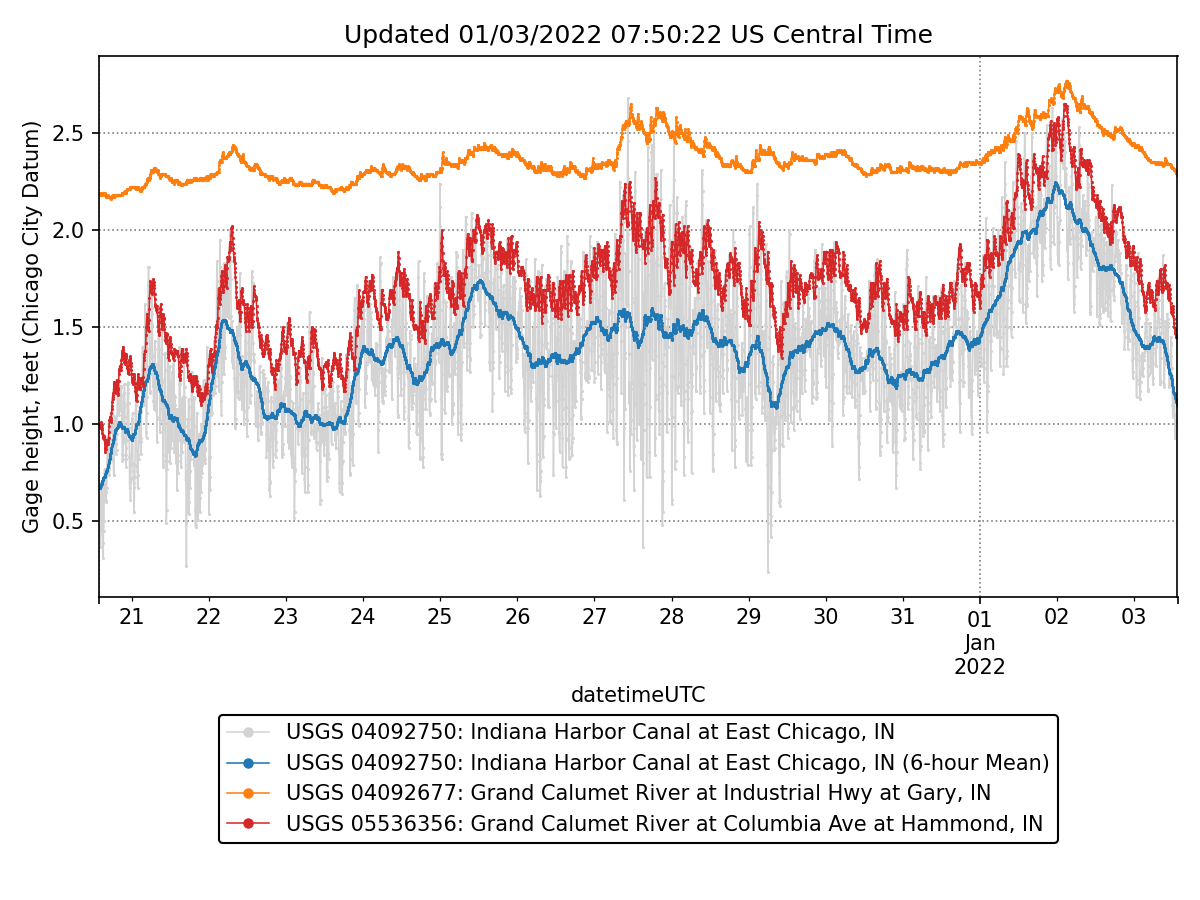 Updated 01/03/2022 07:50:22 US Central Time
Gage height, feet (Chicago City Datum)
2.5
2.0
1.5
1.0
0.5
21 22 23 24 25 26 27 28 29 30 31 01 02 03
Jan
2022
datetimeUTC
USGS 04092750: Indiana Harbor Canal at East Chicago, IN
USGS 04092750: Indiana Harbor Canal at East Chicago, IN (6-hour Mean)
USGS 04092677: Grand Calumet River at Industrial Hwy at Gary, IN
USGS 05536356: Grand Calumet River at Columbia Ave at Hammond, IN